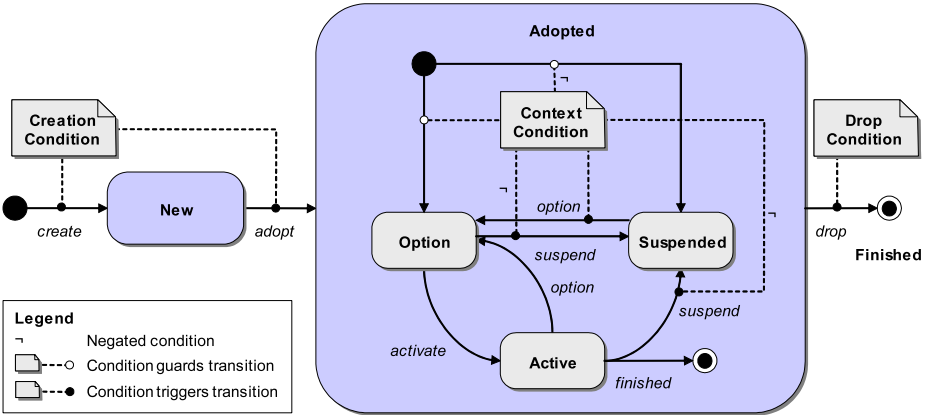 Adopted
¬
Creation
Condition
Context
Condition
Drop
Condition
¬
New
option
¬
create
adopt
Option
Suspended
drop
suspend
Finished
option
suspend
activate
Active
finished
Legend
¬ Negated condition
Condition guards transition
Condition triggers transition